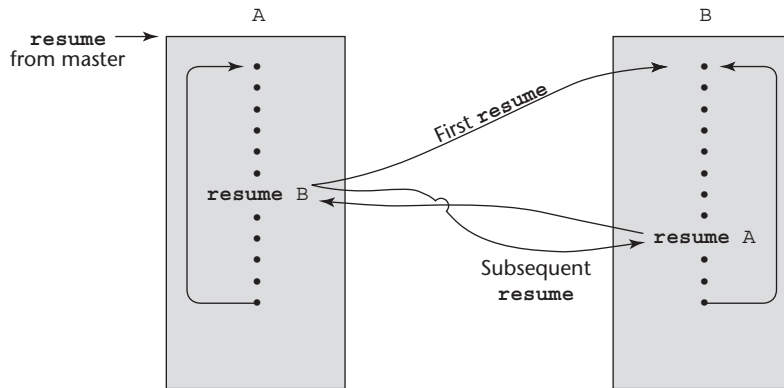 A
B
resume
from master
First resume
resume B
resume A
Subsequent
resume